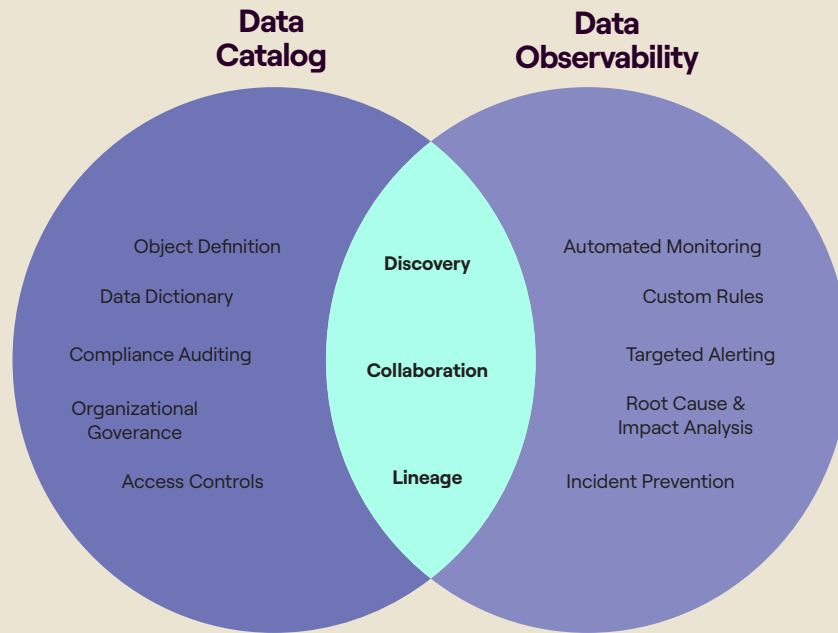 Data
Catalog
Data
Observability
Object Definition
Data Dictionary
Compliance Auditing
Organizational
Goverance
Access Controls
Discovery
Collaboration
Lineage
Automated Monitoring
Custom Rules
Targeted Alerting
Root Cause &
Impact Analysis
Incident Prevention